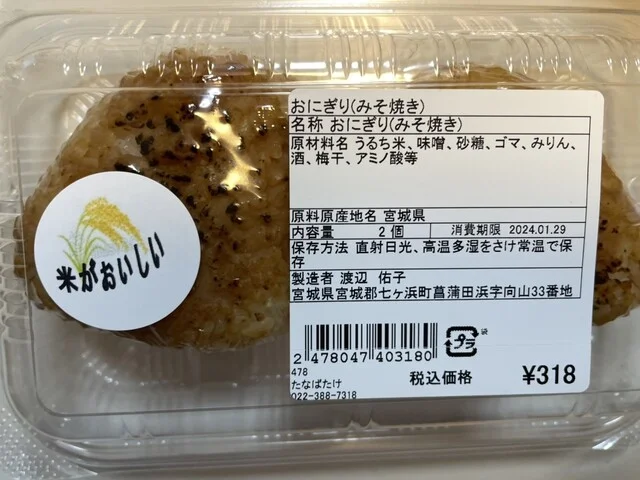 おにぎり(みそ焼き)
名称 おにぎり(みそ焼き)
原材料名 うるち米、味噌、砂糖、ゴマ、みりん、
酒、梅干、アミノ酸等
原料原産地名 宮城県
内容量 2個 消費期限 2024.01.29
保存方法 直射日光、高温多湿をさけ常温で保
存
製造者 渡辺 佑子
宮城県宮城郡七ヶ浜町菖蒲田浜字向山33番地
2 478047 403180
プラ 袋
478
たなばたけ
022-388-7318
税込価格 ¥318
米がおいしい